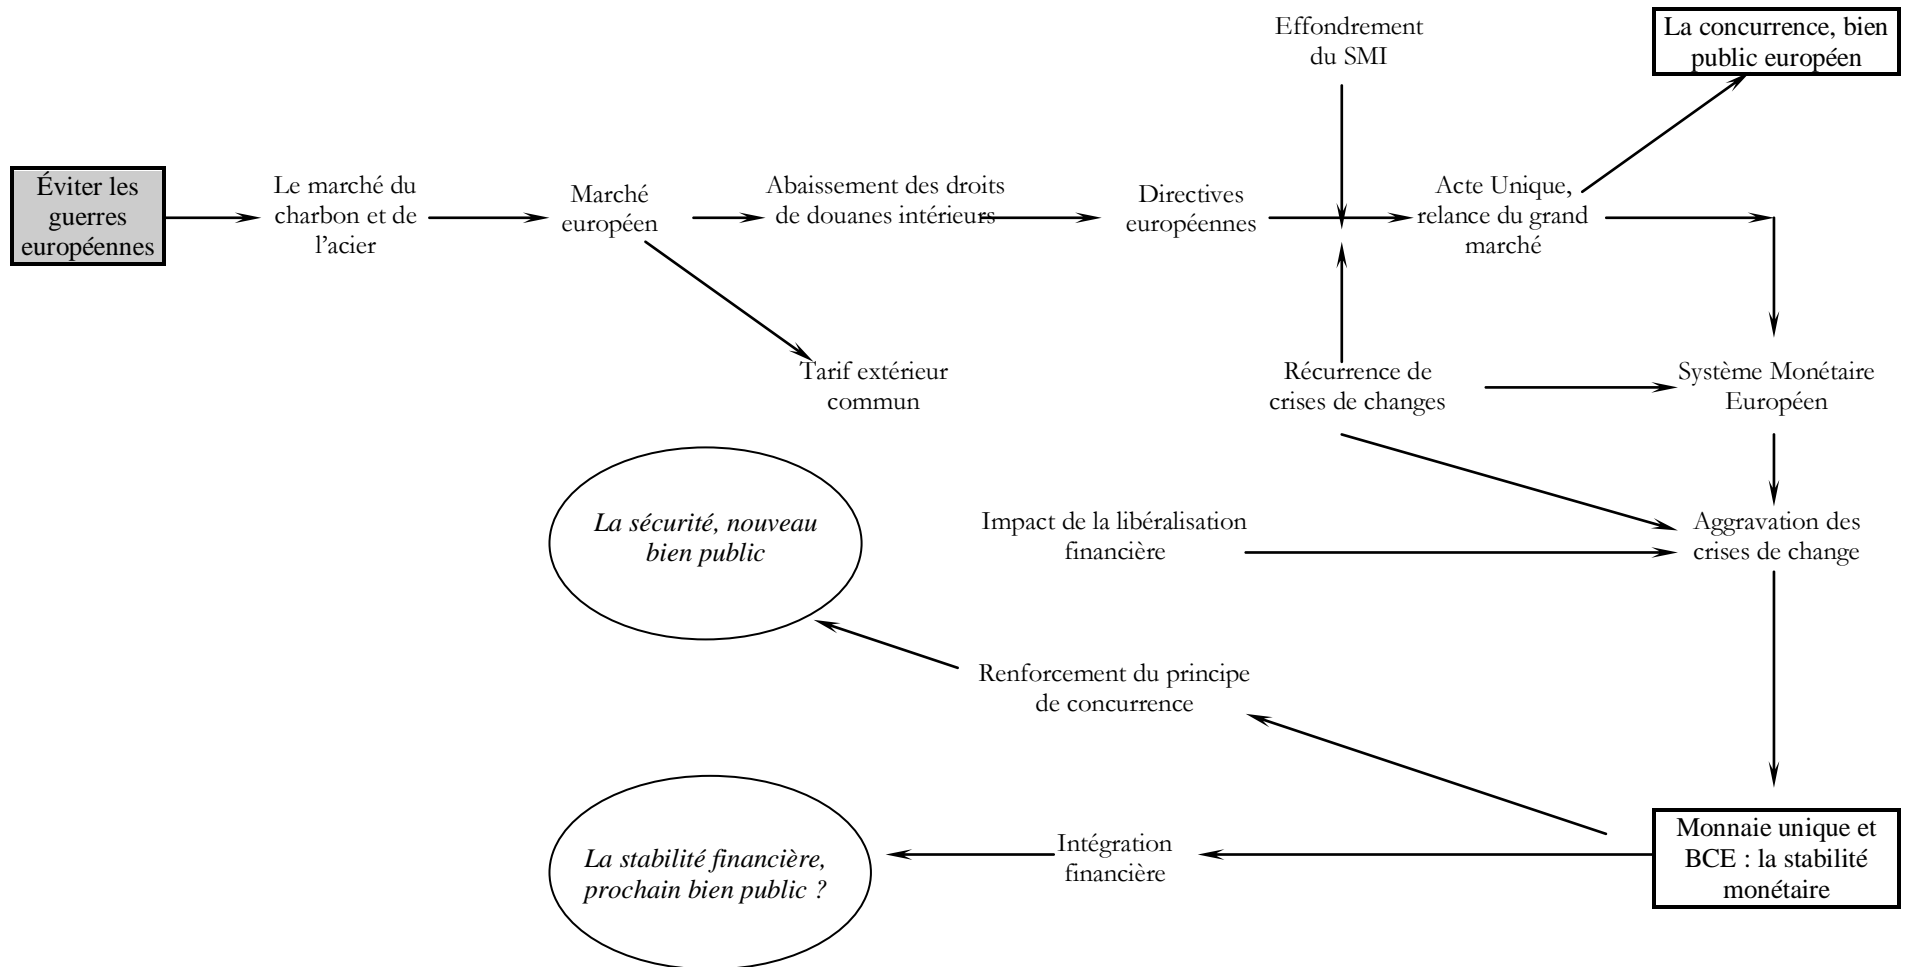 Effondrement
du SMI
La concurrence, bien
public européen
Éviter les
guerres
européennes
Le marché du
charbon et de
l'acier
Marché
européen
Abaissement des droits
de douanes intérieurs
Directives
européennes
Acte Unique,
relance du grand
marché
Tarif extérieur
commun
Récurrence de
crises de changes
Système Monétaire
Européen
La sécurité, nouveau
bien public
Impact de la libéralisation
financière
Aggravation des
crises de change
Renforcement du principe
de concurrence
La stabilité financière,
prochain bien public ?
Intégration
financière
Monnaie unique et
BCE : la stabilité
monétaire